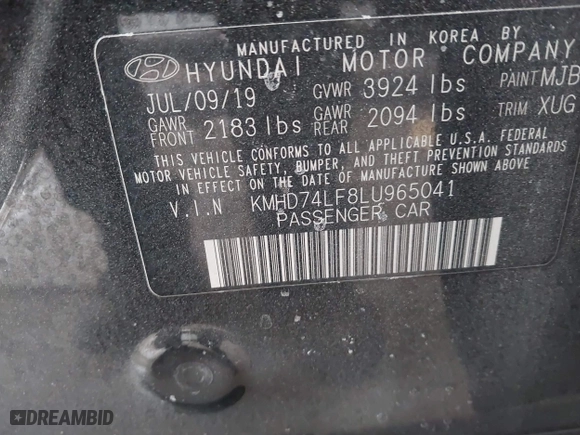 MANUFACTURED IN KOREA BY
HYUNDAI MOTOR COMPANY
JUL/09/19 GVWR 3924 lbs PAINT MJB
GAWR FRONT 2183 lbs GAWR REAR 2094 lbs TRIM XUG
THIS VEHICLE CONFORMS TO ALL APPLICABLE U.S.A. FEDERAL
MOTOR VEHICLE SAFETY, BUMPER, AND THEFT PREVENTION STANDARDS
IN EFFECT ON THE DATE OF MANUFACTURE SHOWN ABOVE.
V.I.N KMHD74LF8LU965041
PASSENGER CAR
DREAMBID